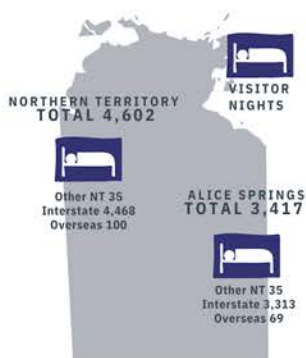 VISITOR
NIGHTS
NORTHERN TERRITORY
TOTAL 4,602
Other NT 35
Interstate 4,468
Overseas 100
ALICE SPRINGS
TOTAL 3,417
Other NT 35
Interstate 3,313
Overseas 69